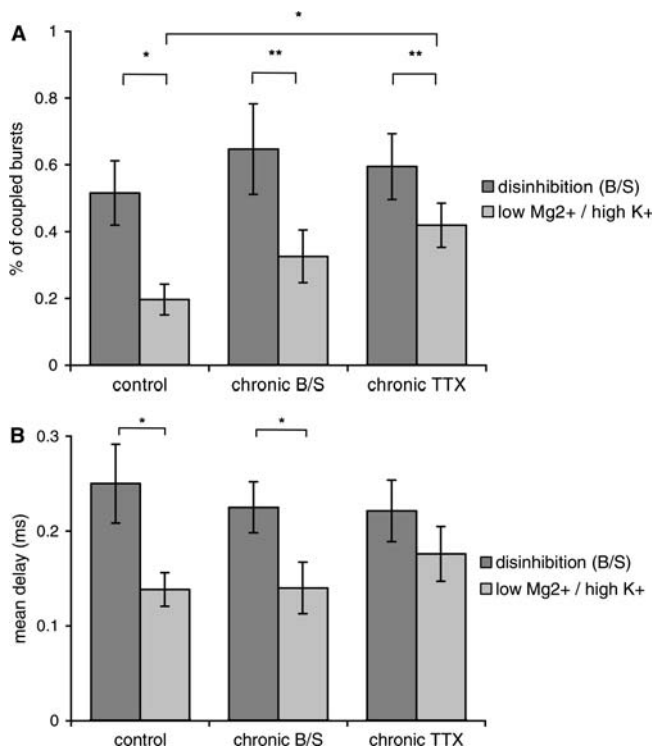 A
% of coupled bursts
1
0.8
0.6
0.4
0.2
0
*
*
**
**
control
chronic B/S
chronic TTX
disinhibition (B/S)
low Mg2+ / high K+
B
mean delay (ms)
0.3
0.2
0.1
0
*
*
control
chronic B/S
chronic TTX
disinhibition (B/S)
low Mg2+ / high K+